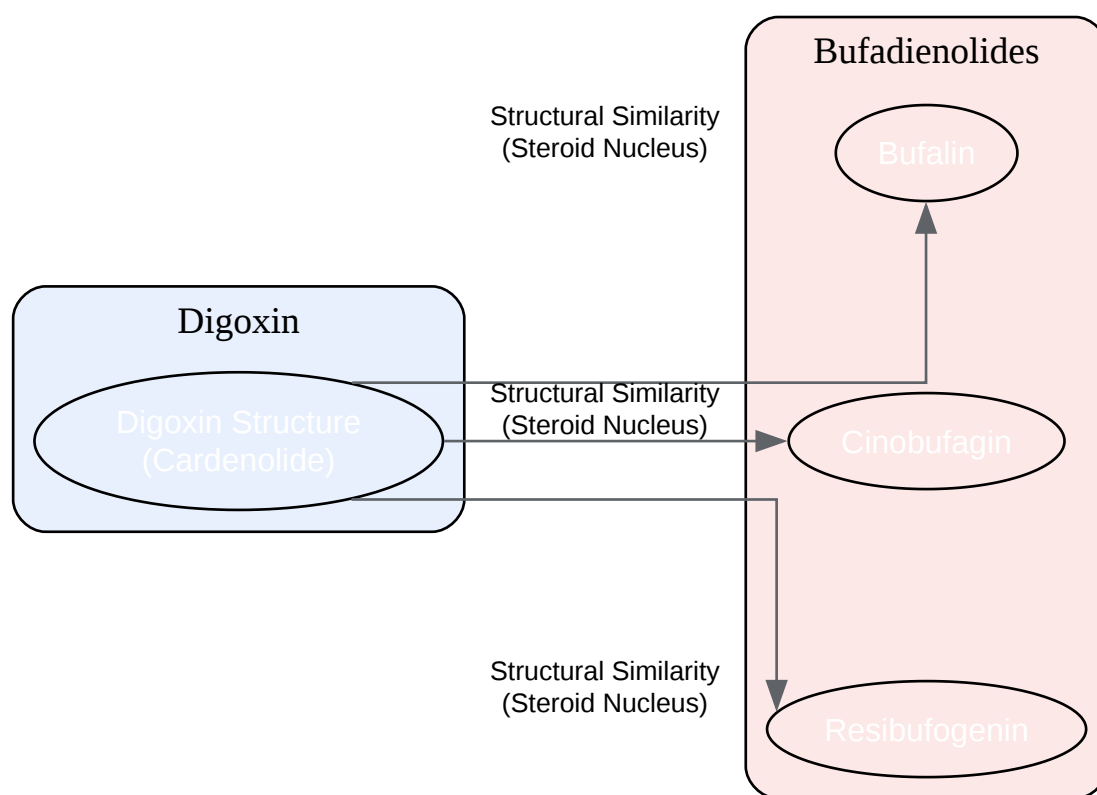 Bufadienolides
Structural Similarity
(Steroid Nucleus)
Bufalin
Digoxin
Digoxin Structure
(Cardenolide)
Structural Similarity
(Steroid Nucleus)
Cinobufagin
Structural Similarity
(Steroid Nucleus)
Resibufogenin